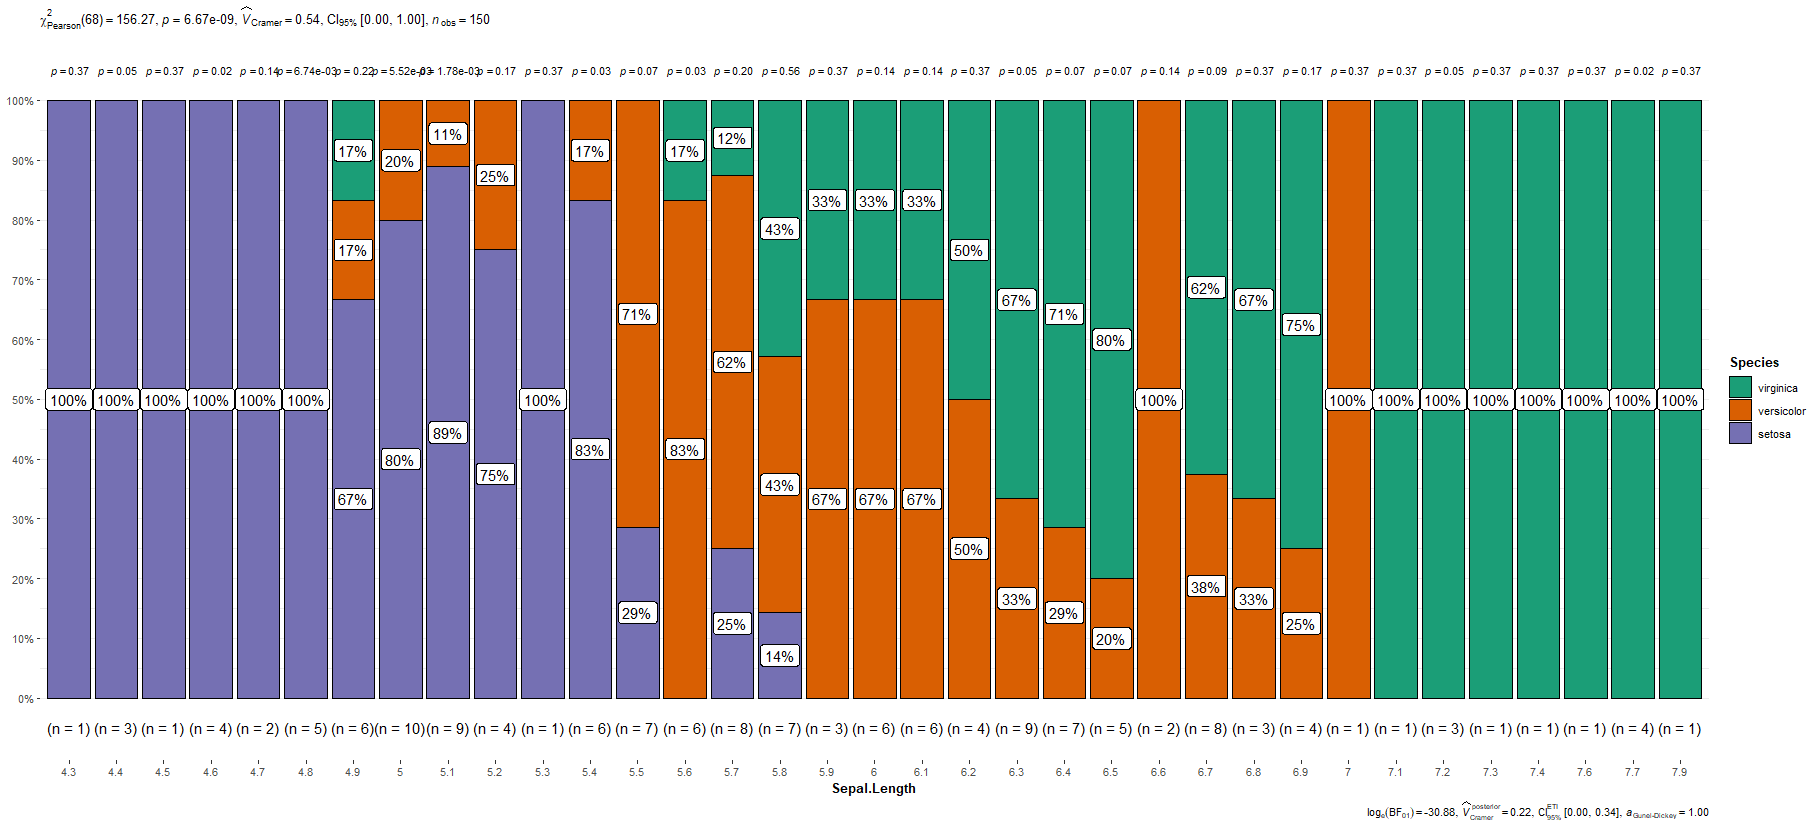 χ²Pearson(68) = 156.27, p = 6.67e-09, V̂Cramer = 0.54, CI95% [0.00, 1.00], nobs = 150
p = 0.37 p = 0.05 p = 0.37 p = 0.02 p = 0.14 p = 6.74e-03 p = 0.22 p = 5.52e-03 p = 1.78e-03 p = 0.17 p = 0.37 p = 0.03 p = 0.07 p = 0.03 p = 0.20 p = 0.56 p = 0.37 p = 0.14 p = 0.14 p = 0.37 p = 0.05 p = 0.07 p = 0.07 p = 0.14 p = 0.09 p = 0.37 p = 0.17 p = 0.37 p = 0.37 p = 0.05 p = 0.37 p = 0.37 p = 0.37 p = 0.02 p = 0.37
100%
11%
12%
90%
17% 20% 17% 17%
25%
80%
33% 33% 33%
43%
17% 50%
70%
62%
67% 67%
71% 71%
75%
60%
80%
62%
Species
virginica
versicolor
setosa
50%
100% 100% 100% 100% 100% 100% 100% 100% 100% 100% 100% 100% 100% 100% 100%
89%
83% 83%
40%
80%
75%
43%
67% 67% 67% 67%
30%
50%
20%
38%
33% 33%
29% 29%
25% 25%
10%
20%
14%
0%
(n = 1) (n = 3) (n = 1) (n = 4) (n = 2) (n = 5) (n = 6) (n = 10) (n = 9) (n = 4) (n = 1) (n = 6) (n = 7) (n = 6) (n = 8) (n = 7) (n = 3) (n = 6) (n = 6) (n = 4) (n = 9) (n = 7) (n = 5) (n = 2) (n = 8) (n = 3) (n = 4) (n = 1) (n = 1) (n = 3) (n = 1) (n = 1) (n = 1) (n = 4) (n = 1)
4.3 4.4 4.5 4.6 4.7 4.8 4.9 5 5.1 5.2 5.3 5.4 5.5 5.6 5.7 5.8 5.9 6 6.1 6.2 6.3 6.4 6.5 6.6 6.7 6.8 6.9 7 7.1 7.2 7.3 7.4 7.6 7.7 7.9
Sepal.Length
loge(BF01) = -30.88, V̂Cramer posterior = 0.22, CI95% ETI [0.00, 0.34], aGunel-Dickey = 1.00